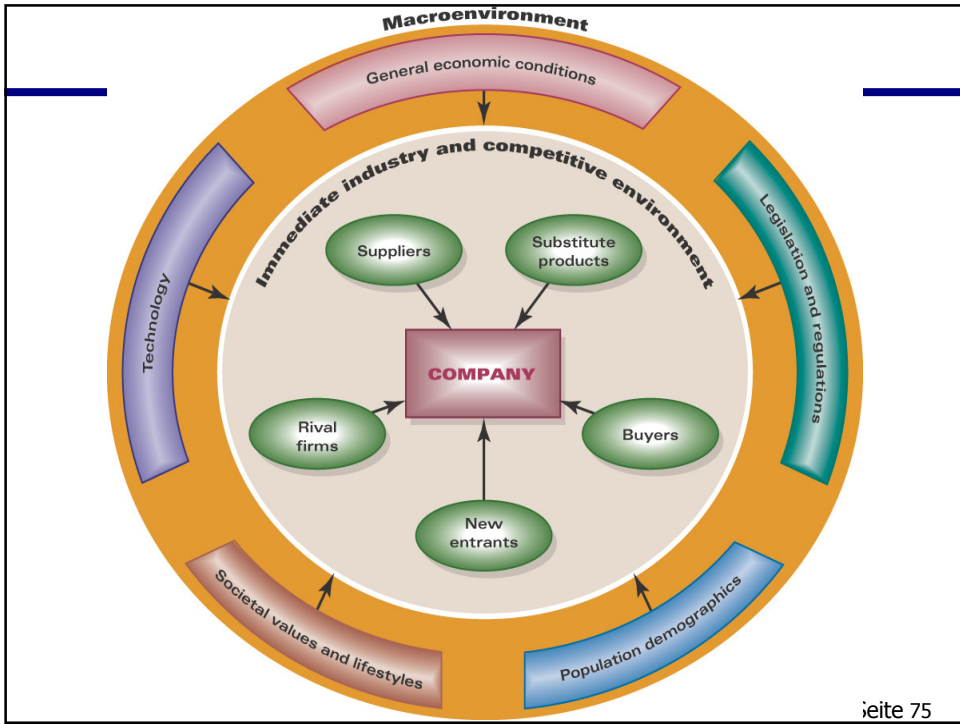 Macroenvironment
General economic conditions
Immediate industry and competitive environment
Technology
Legislation and regulations
Suppliers
Substitute
products
COMPANY
Rival
firms
Buyers
New
entrants
Societal values and lifestyles
Population demographics
Seite 75